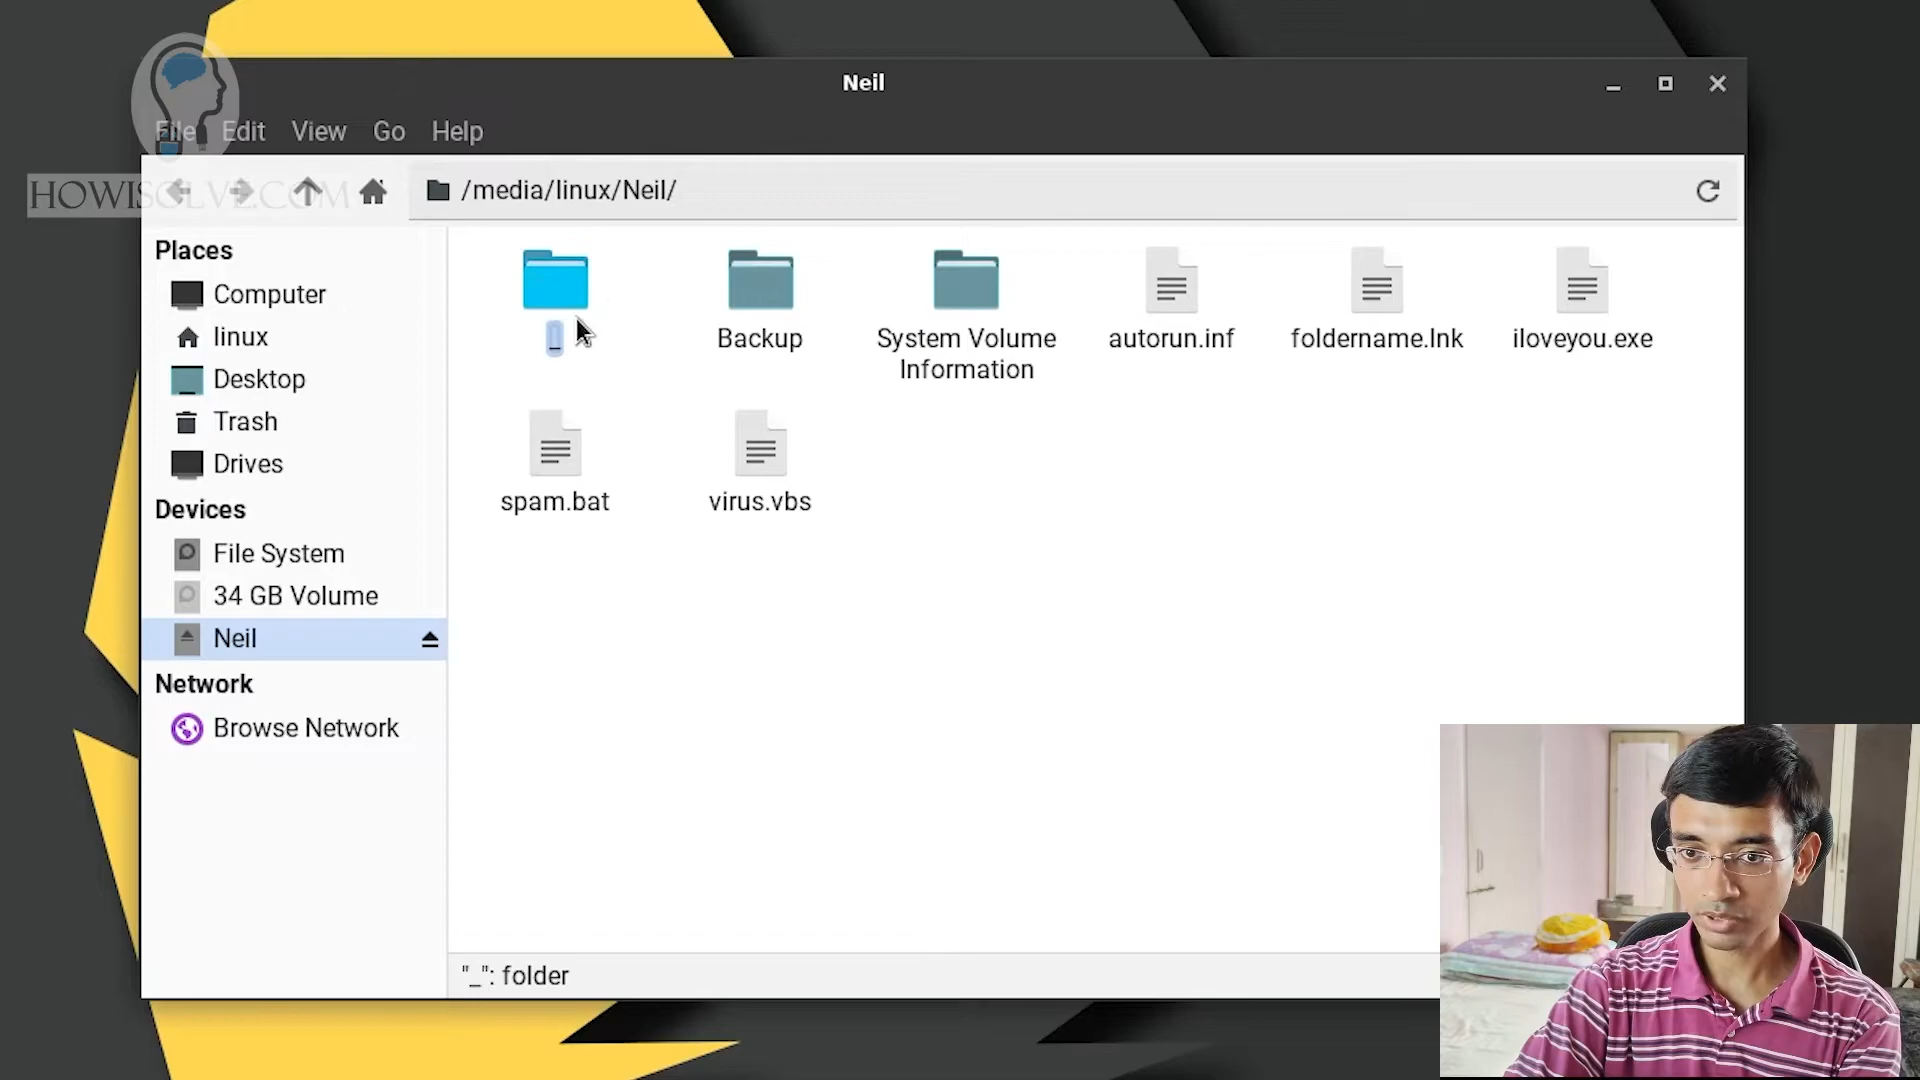 Neil
File Edit View Go Help
HOWISOLVE.COM
/media/linux/Neil/
Places
Computer
linux
Desktop
Trash
Drives
Devices
File System
34 GB Volume
Neil
Network
Browse Network
_
Backup
System Volume
Information
autorun.inf
foldername.lnk
iloveyou.exe
spam.bat
virus.vbs
"_": folder